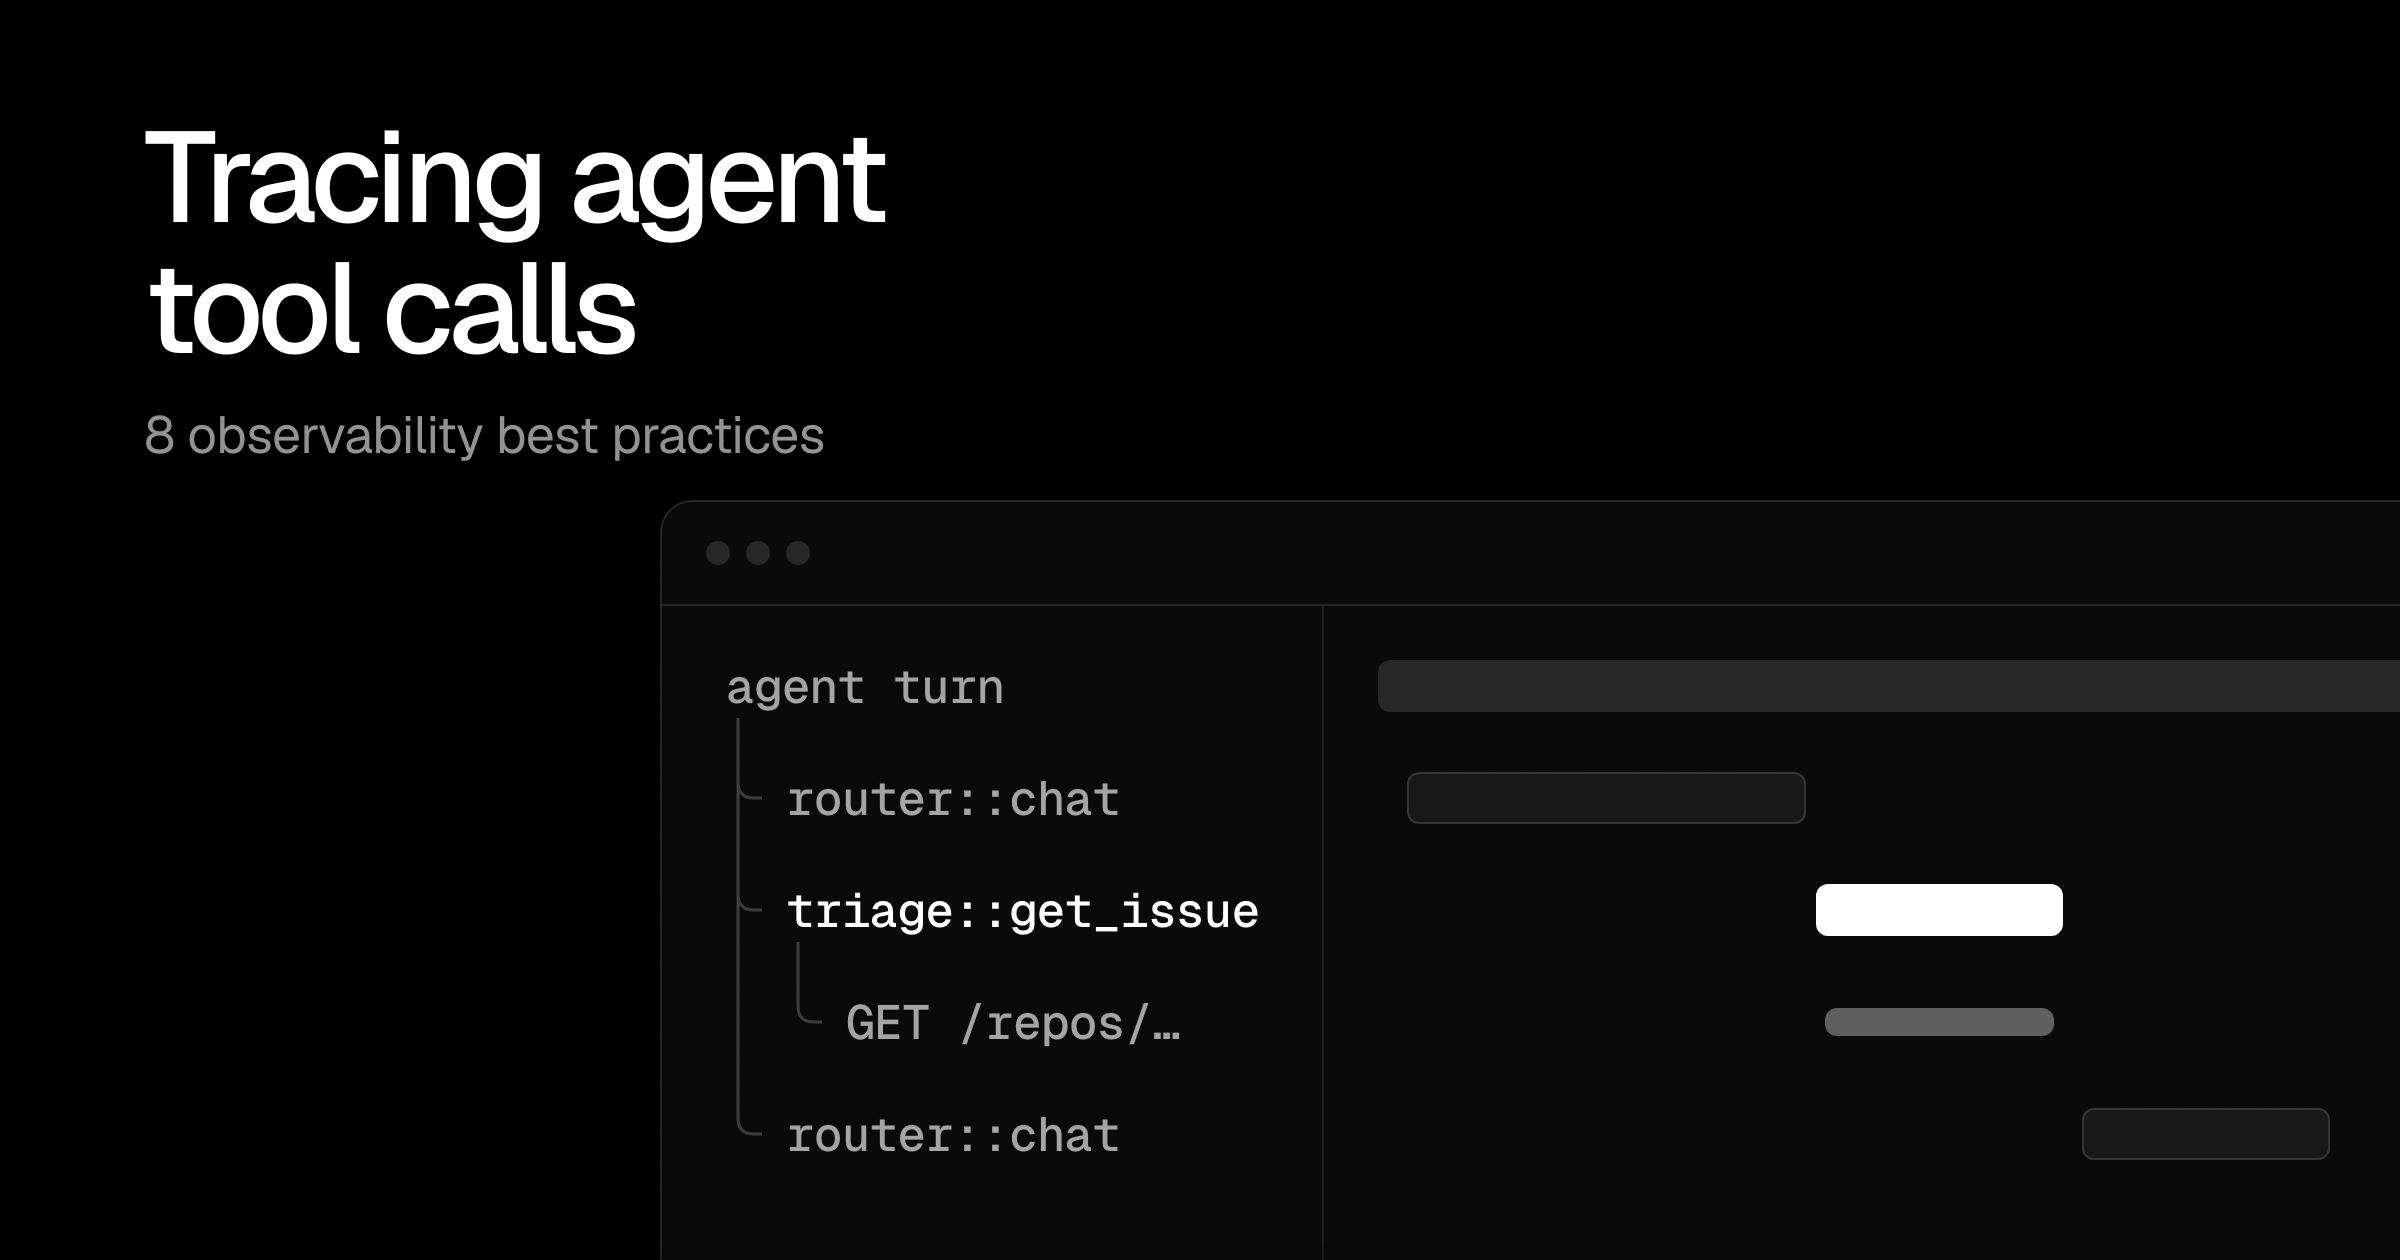 Tracing agent
tool calls
8 observability best practices
agent turn
router::chat
triage::get_issue
GET /repos/…
router::chat